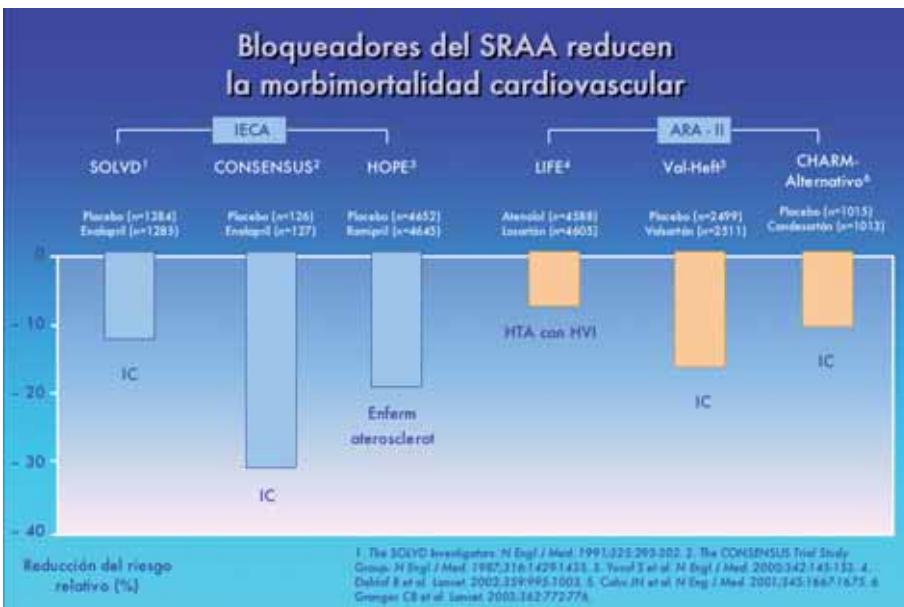 Bloqueadores del SRAA reducen
la morbimortalidad cardiovascular
IECA
ARA - II
SOLVD¹
CONSENSUS²
HOPE³
LIFE⁴
Val-Heft⁵
CHARM-
Alternativo⁶
Placebo (n=1284)
Enalapril (n=1285)
Placebo (n=126)
Enalapril (n=127)
Placebo (n=4652)
Ramipril (n=4645)
Atenolol (n=4588)
Losartán (n=4605)
Placebo (n=2499)
Valsartán (n=2511)
Placebo (n=1015)
Candesartán (n=1013)
0
- 10
- 20
- 30
- 40
IC
IC
Enferm
aterosclerot
HTA con HVI
IC
IC
Reducción del riesgo
relativo (%)
1. The SOLVD Investigators. N Engl J Med. 1991;325:293-302. 2. The CONSENSUS Trial Study
Group. N Engl J Med. 1987;316:1429-1435. 3. Yusuf S et al. N Engl J Med. 2000;342:145-153. 4.
Dahlöf B et al. Lancet. 2002;359:995-1003. 5. Cohn JN et al. N Eng J Med. 2001;345:1667-1675. 6.
Granger CB et al. Lancet. 2003;362:772-776.